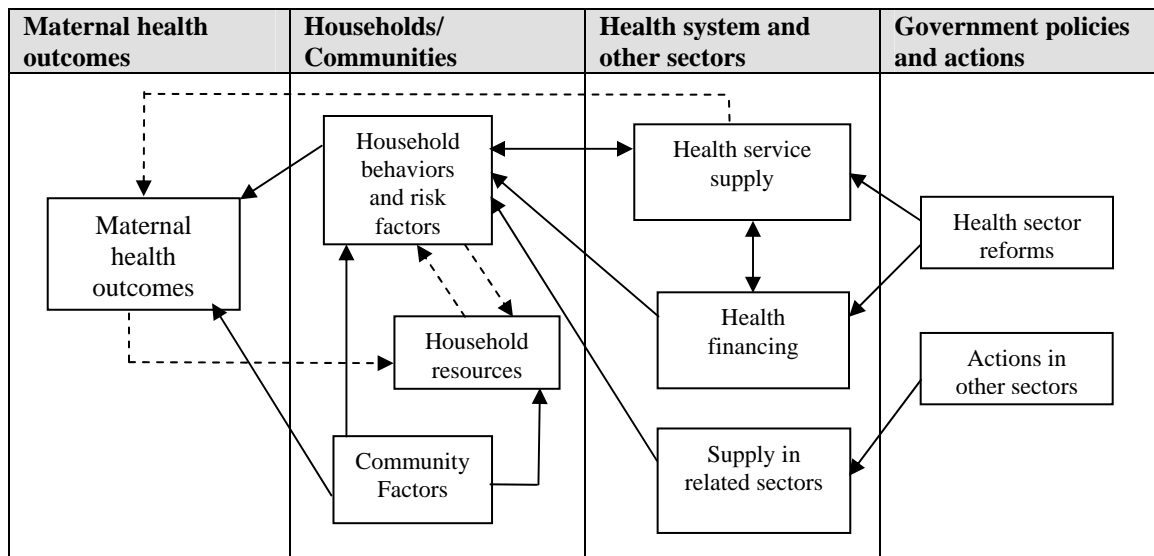 Maternal health
outcomes
Households/
Communities
Health system and
other sectors
Government policies
and actions
Household
behaviors
and risk
factors
Health service
supply
Maternal
health
outcomes
Health sector
reforms
Household
resources
Health
financing
Actions in
other sectors
Community
Factors
Supply in
related sectors